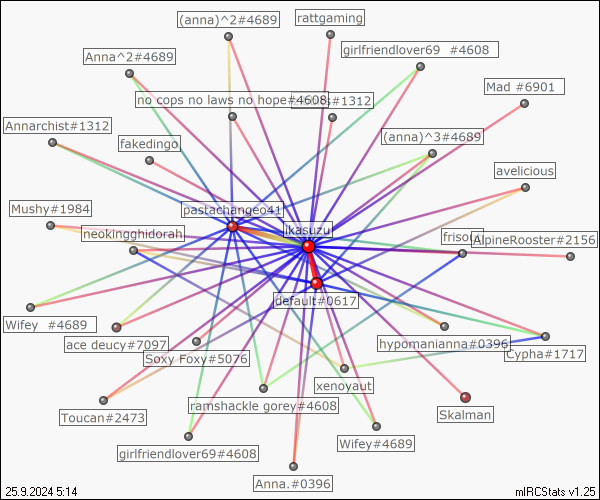 (anna)^2#4689
rattgaming
girlfriendlover69 #4608
Anna^2#4689
Mad #6901
no cops no laws no hope#4608
s#1312
Annarchist#1312
fakedingo
(anna)^3#4689
avelicious
Mushy#1984
pastachangeo41
ikasuzu
neokingghidorah
frison
AlpineRooster#2156
default#0617
Wifey #4689
ace deucy#7097
Soxy Foxy#5076
hypomanianna#0396
Cypha#1717
xenoyaut
Toucan#2473
ramshackle gorey#4608
Skalman
Wifey#4689
girlfriendlover69#4608
Anna.#0396
25.9.2024 5:14
mIRCStats v1.25